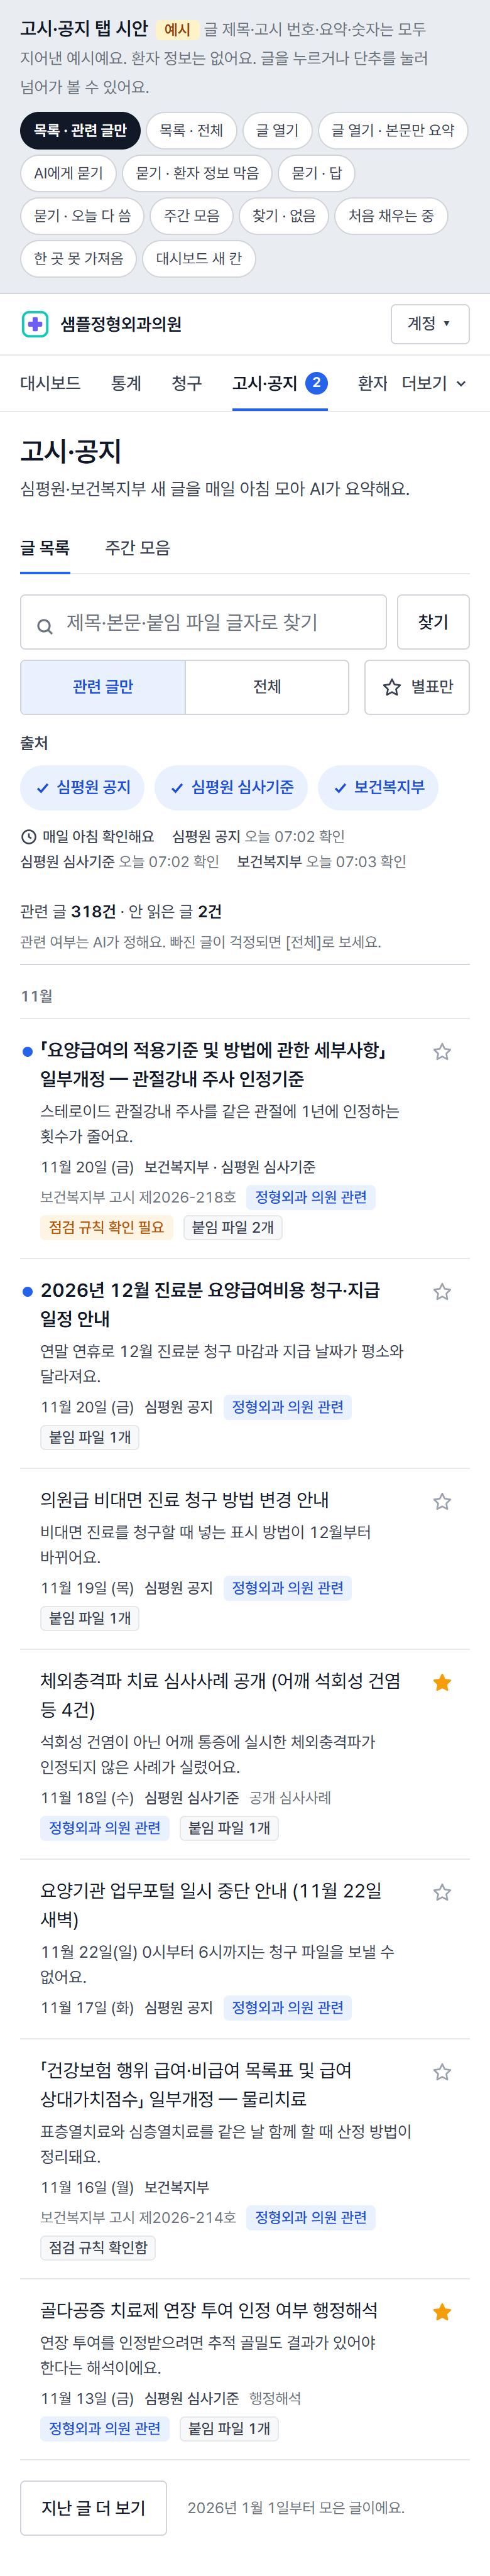 고시·공지 탭 시안 예시 글 제목·고시 번호·요약·숫자는 모두
지어낸 예시예요. 환자 정보는 없어요. 글을 누르거나 단추를 눌러
넘어가 볼 수 있어요.
목록 · 관련 글만 목록 · 전체 글 열기 글 열기 · 본문만 요약
AI에게 묻기 묻기 · 환자 정보 막음 묻기 · 답
묻기 · 오늘 다 씀 주간 모음 찾기 · 없음 처음 채우는 중
한 곳 못 가져옴 대시보드 새 칸
샘플정형외과의원 계정 ▼
대시보드 통계 청구 고시·공지 2 환자 더보기
고시·공지
심평원·보건복지부 새 글을 매일 아침 모아 AI가 요약해요.
글 목록 주간 모음
제목·본문·붙임 파일 글자로 찾기 찾기
관련 글만 전체 별표만
출처
심평원 공지 심평원 심사기준 보건복지부
매일 아침 확인해요 심평원 공지 오늘 07:02 확인
심평원 심사기준 오늘 07:02 확인 보건복지부 오늘 07:03 확인
관련 글 318건 · 안 읽은 글 2건
관련 여부는 AI가 정해요. 빠진 글이 걱정되면 [전체]로 보세요.
11월
「요양급여의 적용기준 및 방법에 관한 세부사항」
일부개정 — 관절강내 주사 인정기준
스테로이드 관절강내 주사를 같은 관절에 1년에 인정하는
횟수가 줄어요.
11월 20일 (금) 보건복지부 · 심평원 심사기준
보건복지부 고시 제2026-218호 정형외과 의원 관련
점검 규칙 확인 필요 붙임 파일 2개
2026년 12월 진료분 요양급여비용 청구·지급
일정 안내
연말 연휴로 12월 진료분 청구 마감과 지급 날짜가 평소와
달라져요.
11월 20일 (금) 심평원 공지 정형외과 의원 관련
붙임 파일 1개
의원급 비대면 진료 청구 방법 변경 안내
비대면 진료를 청구할 때 넣는 표시 방법이 12월부터
바뀌어요.
11월 19일 (목) 심평원 공지 정형외과 의원 관련
붙임 파일 1개
체외충격파 치료 심사사례 공개 (어깨 석회성 건염
등 4건)
석회성 건염이 아닌 어깨 통증에 실시한 체외충격파가
인정되지 않은 사례가 실렸어요.
11월 18일 (수) 심평원 심사기준 공개 심사사례
정형외과 의원 관련 붙임 파일 1개
요양기관 업무포털 일시 중단 안내 (11월 22일
새벽)
11월 22일(일) 0시부터 6시까지는 청구 파일을 보낼 수
없어요.
11월 17일 (화) 심평원 공지 정형외과 의원 관련
「건강보험 행위 급여·비급여 목록표 및 급여
상대가치점수」 일부개정 — 물리치료
표층열치료와 심층열치료를 같은 날 함께 할 때 산정 방법이
정리돼요.
11월 16일 (월) 보건복지부
보건복지부 고시 제2026-214호 정형외과 의원 관련
점검 규칙 확인함
골다공증 치료제 연장 투여 인정 여부 행정해석
연장 투여를 인정받으려면 추적 골밀도 결과가 있어야
한다는 해석이에요.
11월 13일 (금) 심평원 심사기준 행정해석
정형외과 의원 관련 붙임 파일 1개
지난 글 더 보기 2026년 1월 1일부터 모은 글이에요.